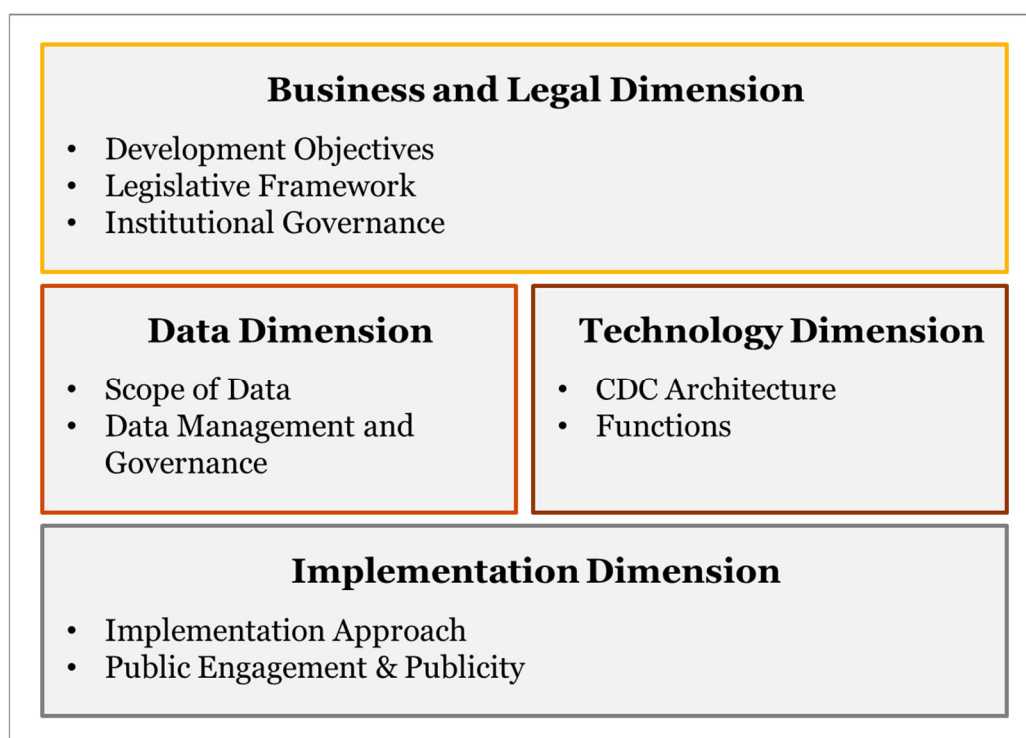 Business and Legal Dimension
• Development Objectives
• Legislative Framework
• Institutional Governance
Data Dimension
• Scope of Data
• Data Management and
Governance
Technology Dimension
• CDC Architecture
• Functions
Implementation Dimension
• Implementation Approach
• Public Engagement & Publicity